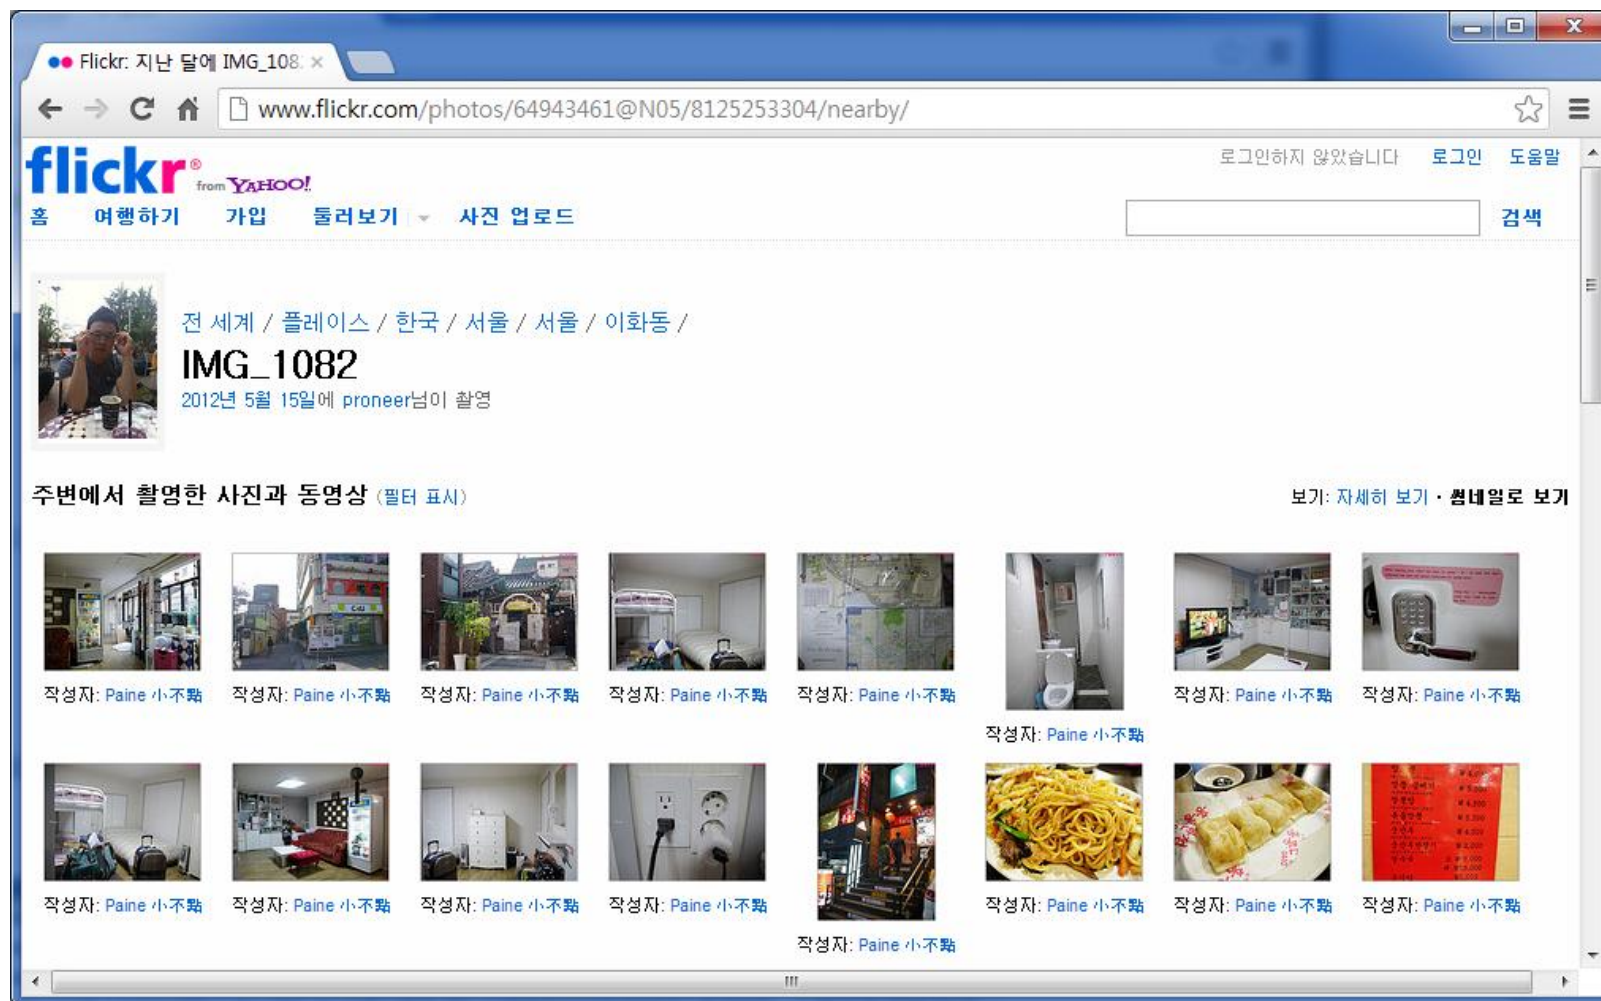 Flickr: 지난 달에 IMG_108
www.flickr.com/photos/64943461@N05/8125253304/nearby/
flickr® from YAHOO!
로그인하지 않았습니다 로그인 도움말
홈 여행하기 가입 둘러보기 사진 업로드 검색
전 세계 / 플레이스 / 한국 / 서울 / 서울 / 이화동 /
IMG_1082
2012년 5월 15일에 proneer님이 촬영
주변에서 촬영한 사진과 동영상 (필터 표시) 보기: 자세히 보기 · 썸네일로 보기
작성자: Paine 小不點 작성자: Paine 小不點 작성자: Paine 小不點 작성자: Paine 小不點 작성자: Paine 小不點 작성자: Paine 小不點 작성자: Paine 小不點
작성자: Paine 小不點
작성자: Paine 小不點 작성자: Paine 小不點 작성자: Paine 小不點 작성자: Paine 小不點 작성자: Paine 小不點 작성자: Paine 小不點 작성자: Paine 小不點
작성자: Paine 小不點